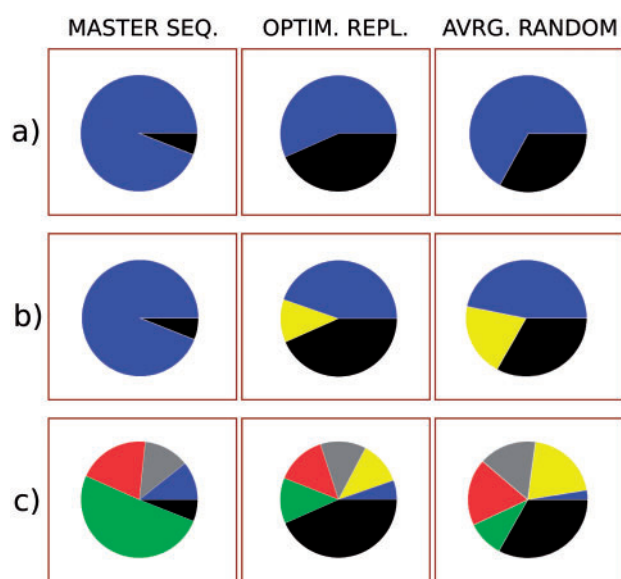 MASTER SEQ. OPTIM. REPL. AVRG. RANDOM
a)
b)
c)